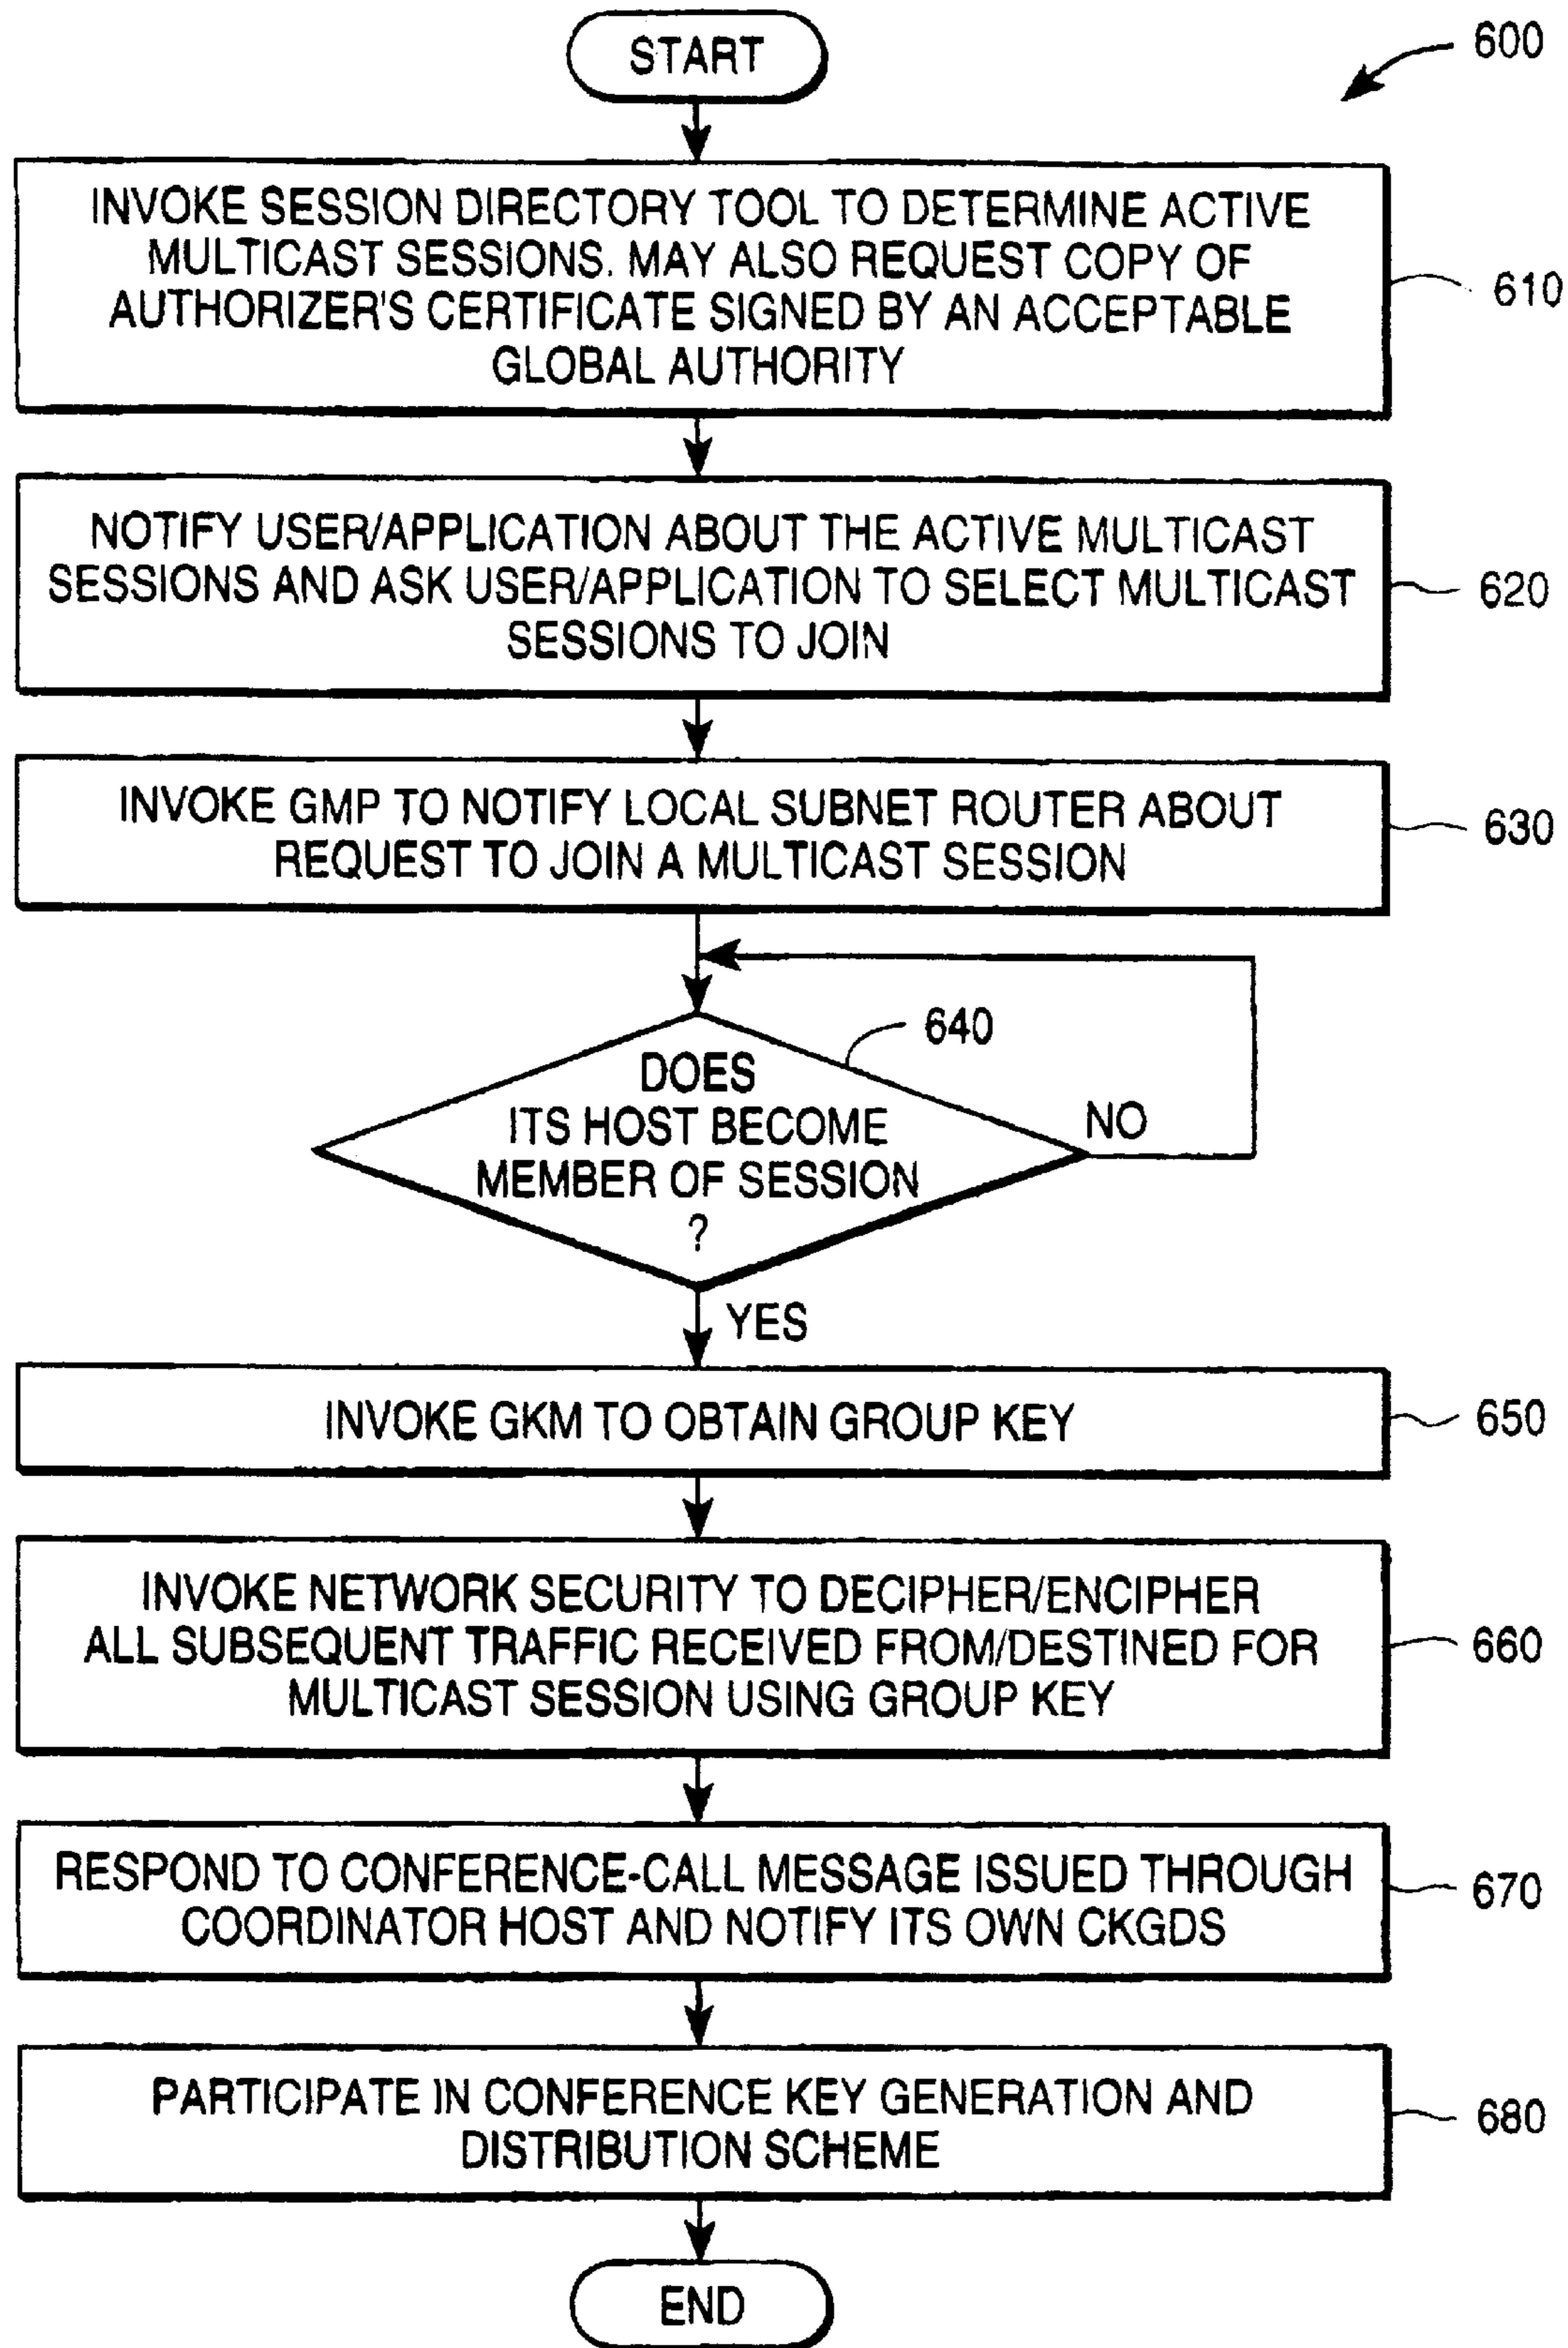 START
600
INVOKE SESSION DIRECTORY TOOL TO DETERMINE ACTIVE
MULTICAST SESSIONS. MAY ALSO REQUEST COPY OF
AUTHORIZER'S CERTIFICATE SIGNED BY AN ACCEPTABLE
GLOBAL AUTHORITY
610
NOTIFY USER/APPLICATION ABOUT THE ACTIVE MULTICAST
SESSIONS AND ASK USER/APPLICATION TO SELECT MULTICAST
SESSIONS TO JOIN
620
INVOKE GMP TO NOTIFY LOCAL SUBNET ROUTER ABOUT
REQUEST TO JOIN A MULTICAST SESSION
630
640
DOES
ITS HOST BECOME
MEMBER OF SESSION
?
NO
YES
INVOKE GKM TO OBTAIN GROUP KEY
650
INVOKE NETWORK SECURITY TO DECIPHER/ENCIPHER
ALL SUBSEQUENT TRAFFIC RECEIVED FROM/DESTINED FOR
MULTICAST SESSION USING GROUP KEY
660
RESPOND TO CONFERENCE-CALL MESSAGE ISSUED THROUGH
COORDINATOR HOST AND NOTIFY ITS OWN CKGDS
670
PARTICIPATE IN CONFERENCE KEY GENERATION AND
DISTRIBUTION SCHEME
680
END